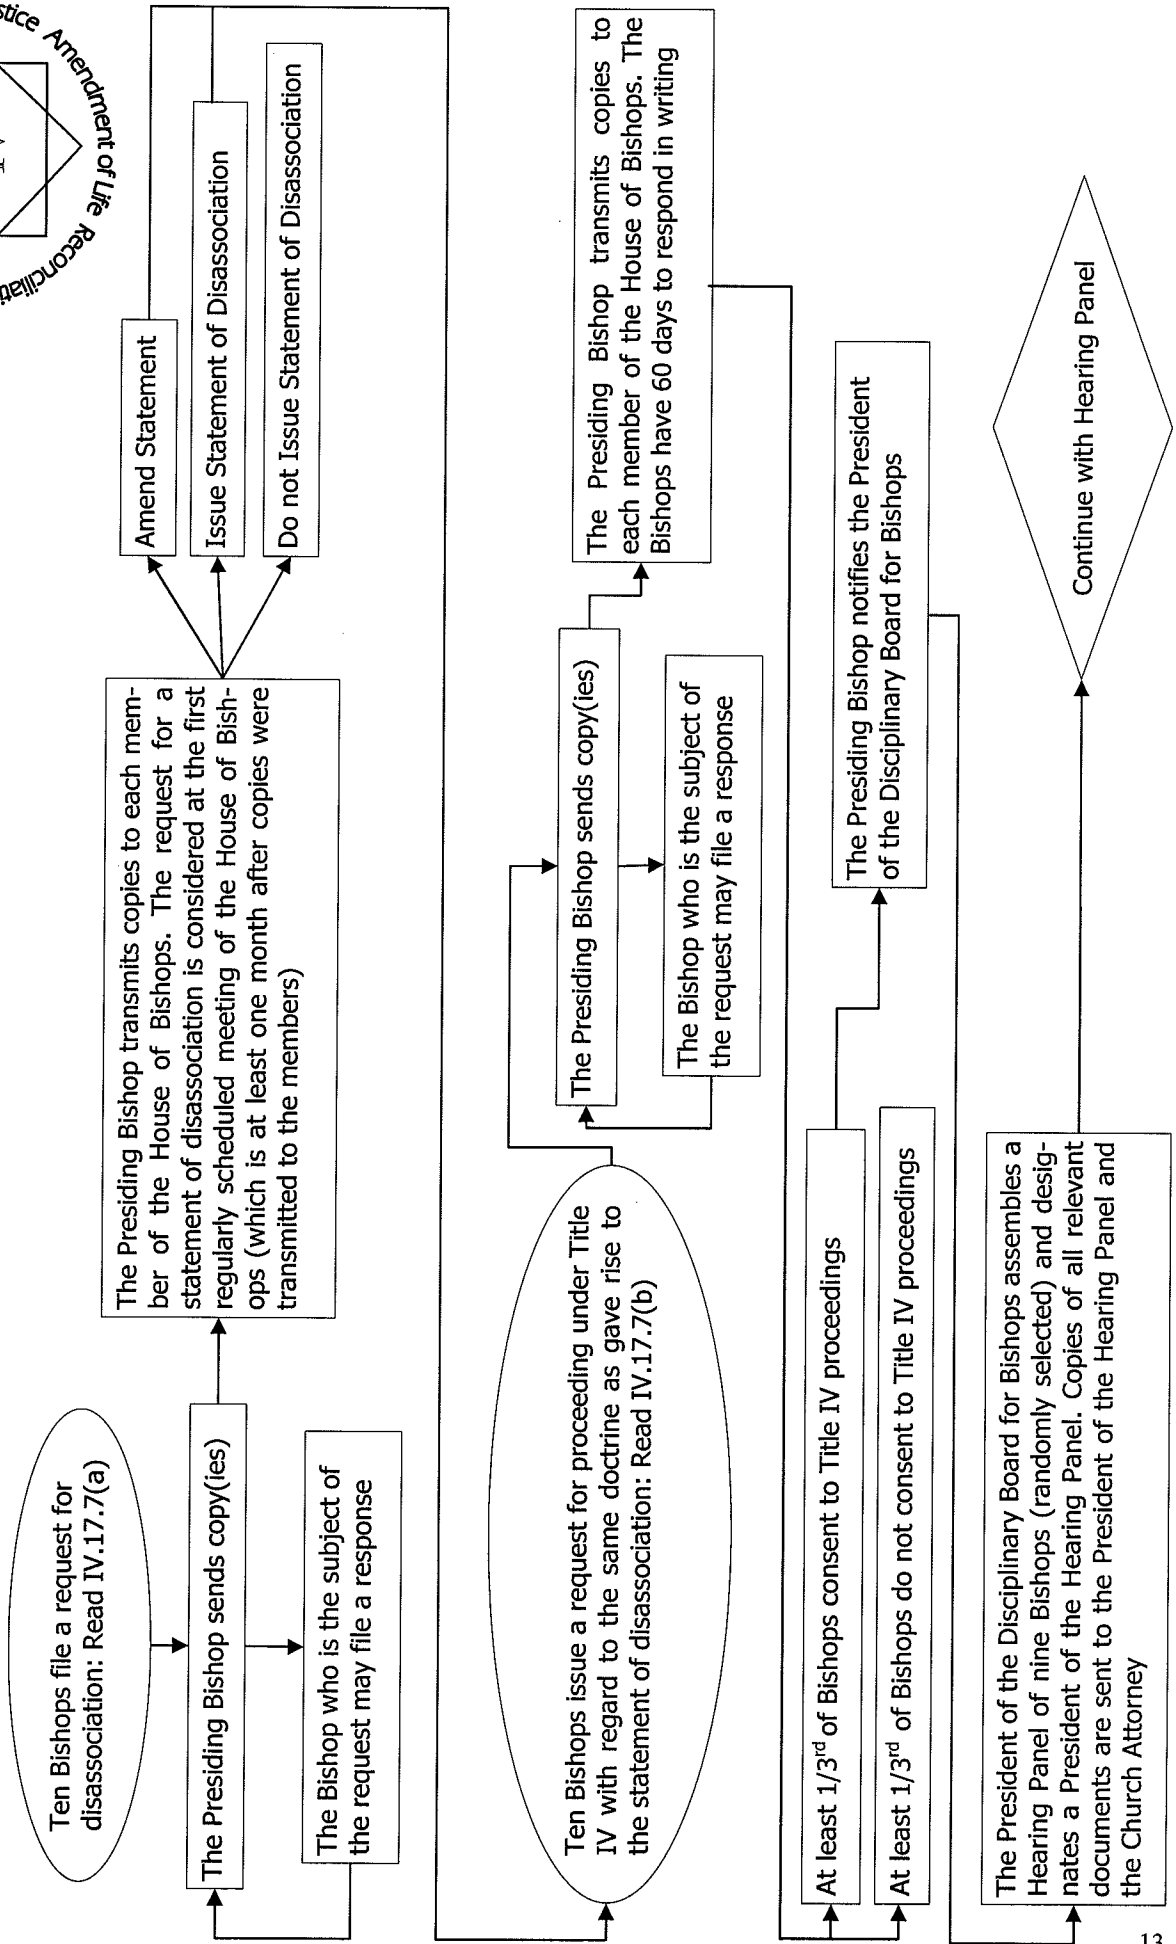 stice Amendment of Life Reconciliati
Ten Bishops file a request for
disassociation: Read IV.17.7(a)
The Presiding Bishop sends copy(ies)
The Bishop who is the subject of
the request may file a response
The Presiding Bishop transmits copies to each mem-
ber of the House of Bishops. The request for a
statement of disassociation is considered at the first
regularly scheduled meeting of the House of Bish-
ops (which is at least one month after copies were
transmitted to the members)
Amend Statement
Issue Statement of Disassociation
Do not Issue Statement of Disassociation
Ten Bishops issue a request for proceeding under Title
IV with regard to the same doctrine as gave rise to
the statement of disassociation: Read IV.17.7(b)
The Presiding Bishop sends copy(ies)
The Bishop who is the subject of
the request may file a response
The Presiding Bishop transmits copies to
each member of the House of Bishops. The
Bishops have 60 days to respond in writing
At least 1/3rd of Bishops consent to Title IV proceedings
At least 1/3rd of Bishops do not consent to Title IV proceedings
The Presiding Bishop notifies the President
of the Disciplinary Board for Bishops
The President of the Disciplinary Board for Bishops assembles a
Hearing Panel of nine Bishops (randomly selected) and desig-
nates a President of the Hearing Panel. Copies of all relevant
documents are sent to the President of the Hearing Panel and
the Church Attorney
Continue with Hearing Panel
13